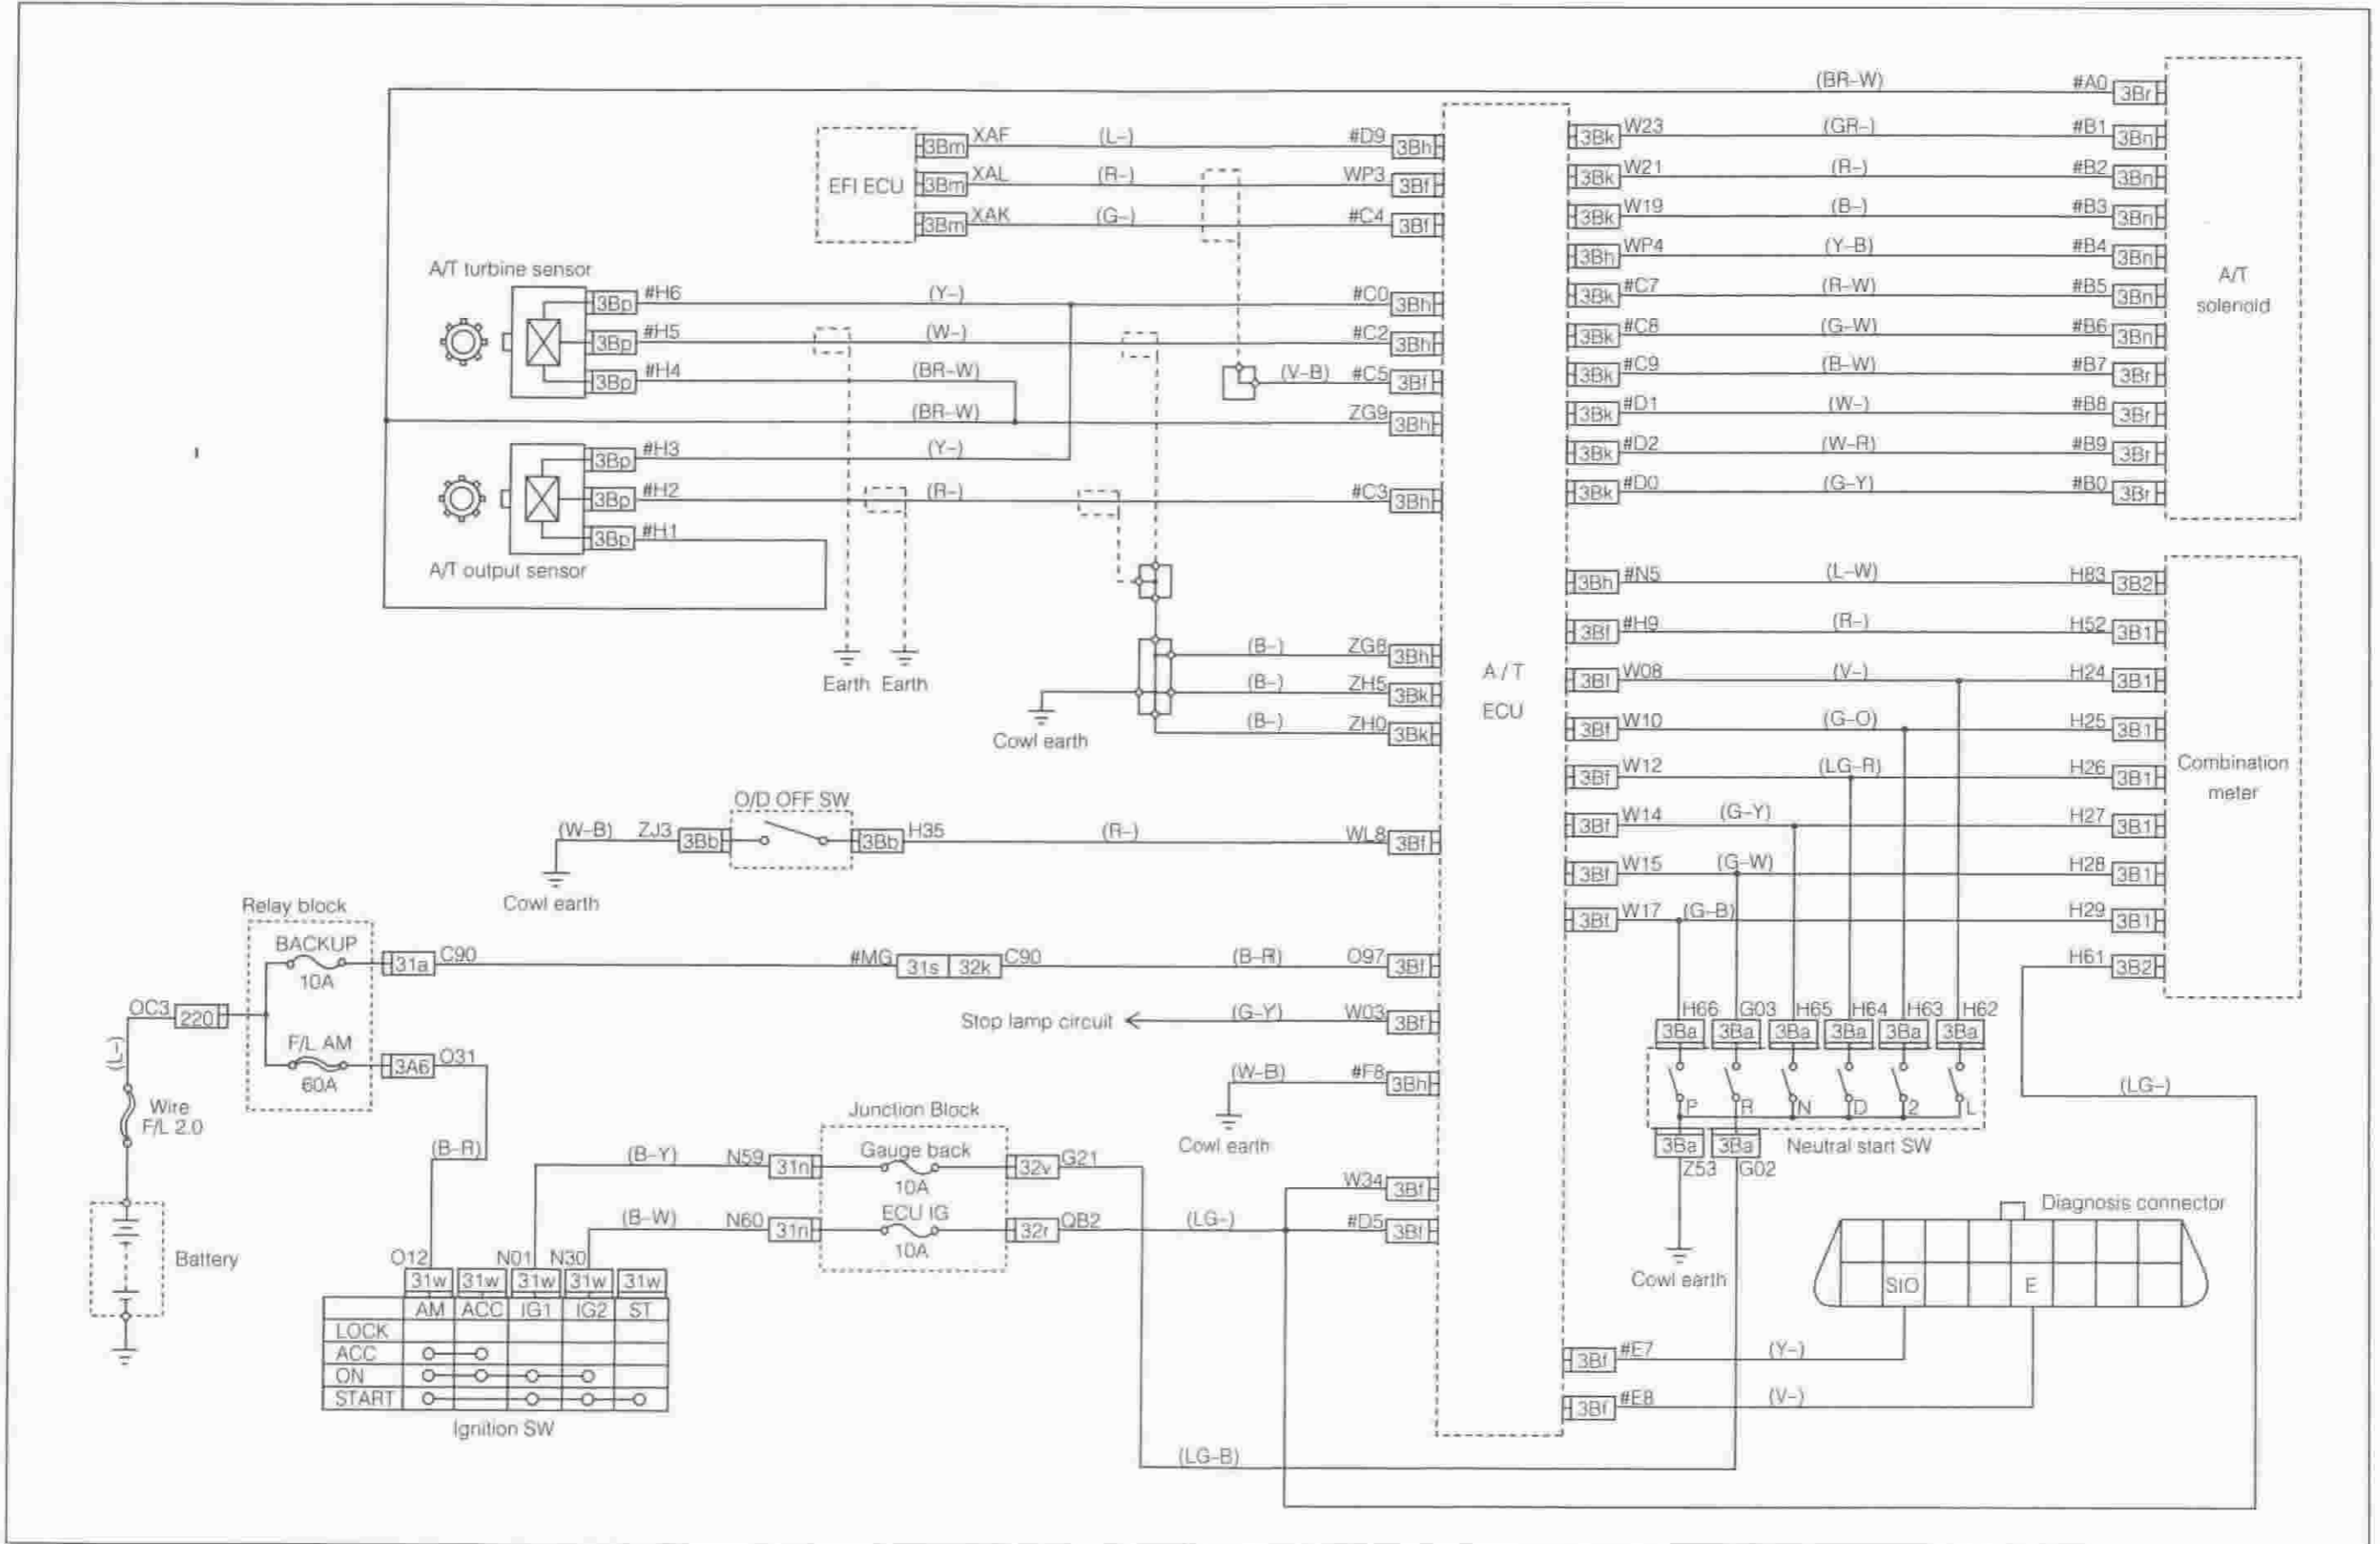 (BR-W) #A0 3Br
EFI ECU
3Bm XAF (L-) #D9 3Bh
3Bm XAL (R-) WP3 3Bf
3Bm XAK (G-) #C4 3Bf
A/T turbine sensor
3Bp #H6 (Y-) #C0 3Bh
3Bp #H5 (W-) #C2 3Bh
3Bp #H4 (BR-W)
(V-B) #C5 3Bf
(BR-W) ZG9 3Bh
3Bp #H3 (Y-)
3Bp #H2 (R-) #C3 3Bh
3Bp #H1
A/T output sensor
Earth Earth
(B-) ZG8 3Bh
(B-) ZH5 3Bk
(B-) ZH0 3Bk
Cowl earth
A/T
ECU
3Bk W23 (GR-) #B1 3Bn
3Bk W21 (R-) #B2 3Bn
3Bk W19 (B-) #B3 3Bn
3Bh WP4 (Y-B) #B4 3Bn
3Bk #C7 (R-W) #B5 3Bn
3Bk #C8 (G-W) #B6 3Bn
3Bk #C9 (B-W) #B7 3Br
3Bk #D1 (W-) #B8 3Br
3Bk #D2 (W-R) #B9 3Br
3Bk #D0 (G-Y) #B0 3Br
A/T
solenoid
3Bh #N5 (L-W) H83 3B2
3Bf #H9 (R-) H52 3B1
3Bf W08 (V-) H24 3B1
3Bf W10 (G-O) H25 3B1
3Bf W12 (LG-R) H26 3B1
3Bf W14 (G-Y) H27 3B1
3Bf W15 (G-W) H28 3B1
3Bf W17 (G-B) H29 3B1
H61 3B2
Combination
meter
O/D OFF SW
(W-B) ZJ3 3Bb 3Bb H35 (R-) WL8 3Bf
Cowl earth
Relay block
BACKUP
10A
31a C90 #MG 31s 32k C90 (B-R) O97 3Bf
OC3 220
(L-)
F/L AM
60A
3A6 O31
Stop lamp circuit (G-Y) W03 3Bf
(W-B) #F8 3Bh
Cowl earth
Wire
F/L 2.0
Battery
(B-R)
Junction Block
(B-Y) N59 31n Gauge back 32v G21
10A
W34 3Bf
(B-W) N60 31n ECU IG 32r QB2 (LG-) #D5 3Bf
10A
O12 N01 N30
31w 31w 31w 31w 31w
AM ACC IG1 IG2 ST
LOCK
ACC
ON
START
Ignition SW
H66 G03 H65 H64 H63 H62
3Ba 3Ba 3Ba 3Ba 3Ba 3Ba
P R N D 2 L
3Ba 3Ba Neutral start SW
Z53 G02
Cowl earth
(LG-)
Diagnosis connector
SIO E
3Bf #E7 (Y-)
3Bf #E8 (V-)
(LG-B)